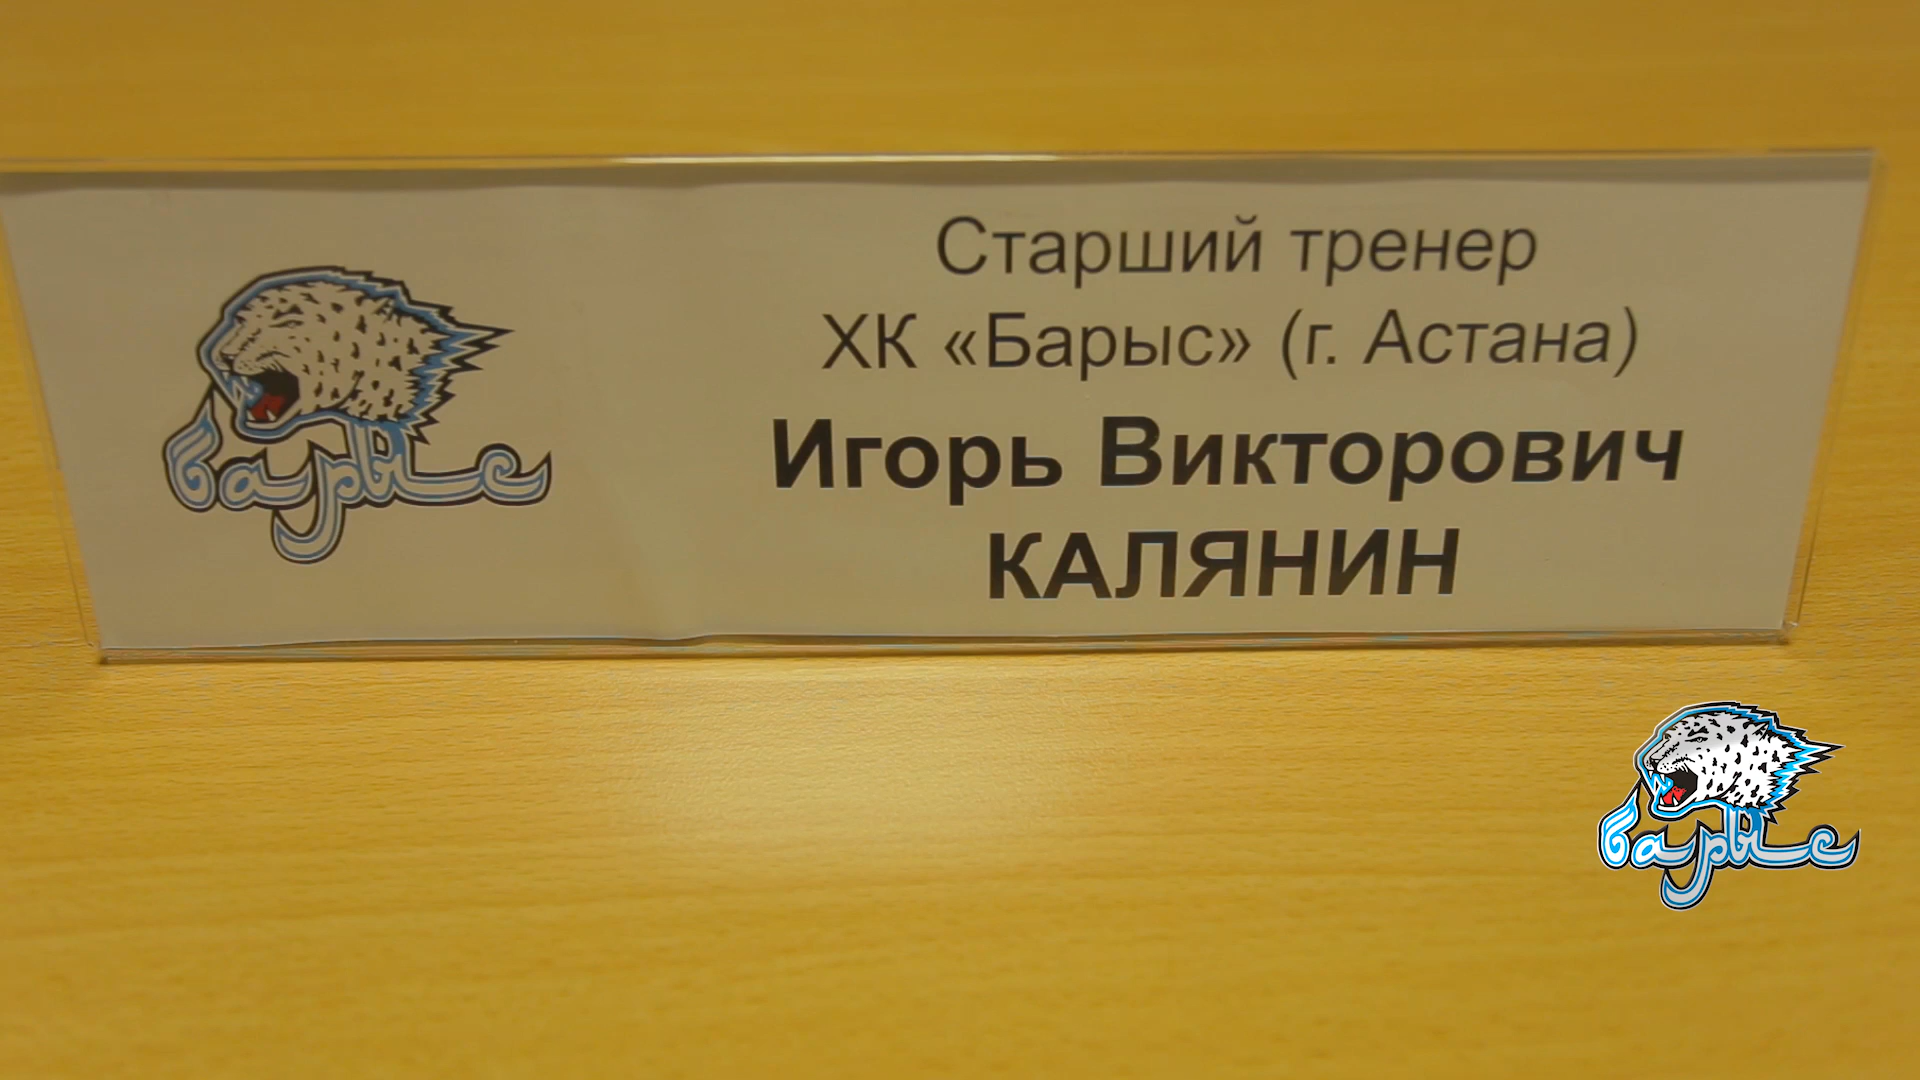 Старший тренер
ХК «Барыс» (г. Астана)
Игорь Викторович
КАЛЯНИН
барыс
барыс